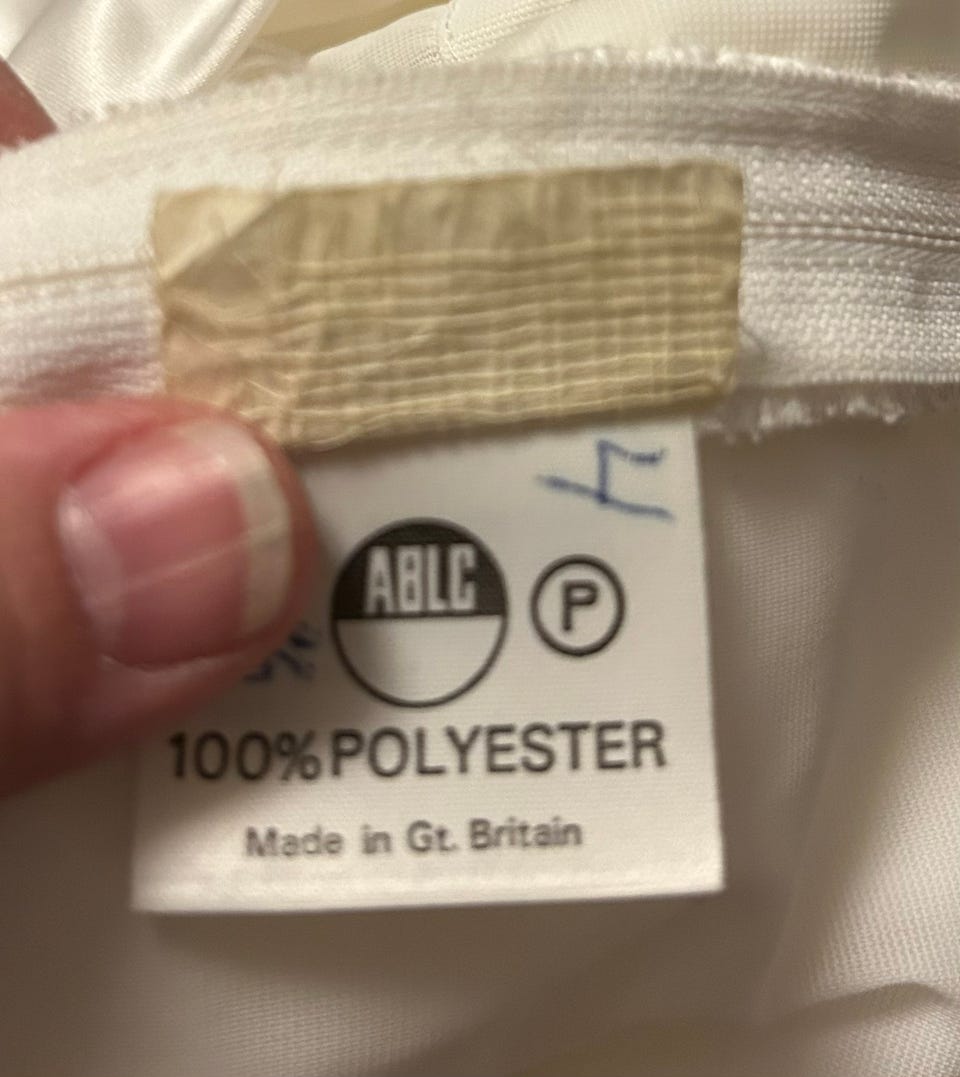 ABLC P
100% POLYESTER
Made in Gt. Britain